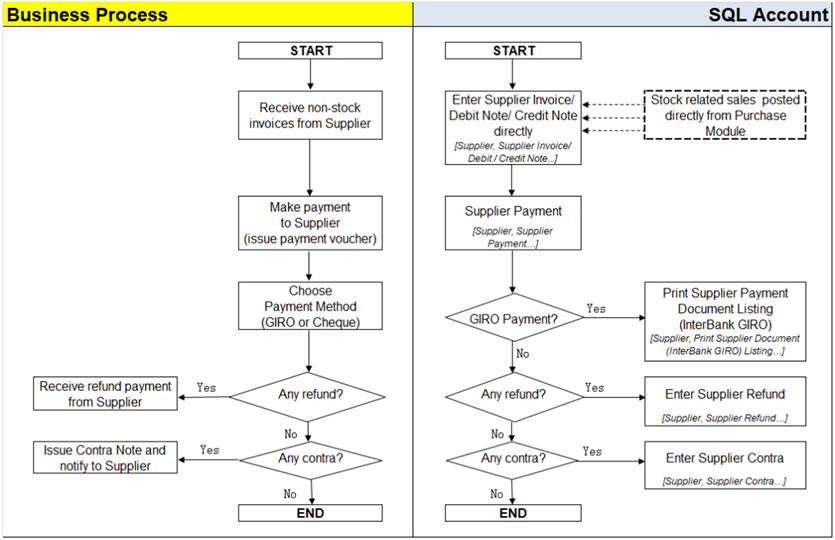 Business Process
START
Receive non-stock
invoices from Supplier
Make payment
to Supplier
(issue payment voucher)
Choose
Payment Method
(GIRO or Cheque)
Any refund?
Yes
Receive refund payment
from Supplier
No
Any contra?
Yes
Issue Contra Note and
notify to Supplier
No
END
SQL Account
START
Enter Supplier Invoice/
Debit Note/ Credit Note
directly
[Supplier, Supplier Invoice/
Debit / Credit Note...]
Stock related sales posted
directly from Purchase
Module
Supplier Payment
[Supplier, Supplier
Payment…]
GIRO Payment?
Yes
Print Supplier Payment
Document Listing
(InterBank GIRO)
[Supplier, Print Supplier Document
(InterBank GIRO) Listing…]
No
Any refund?
Yes
Enter Supplier Refund
[Supplier, Supplier Refund…]
No
Any contra?
Yes
Enter Supplier Contra
[Supplier, Supplier Contra…]
No
END